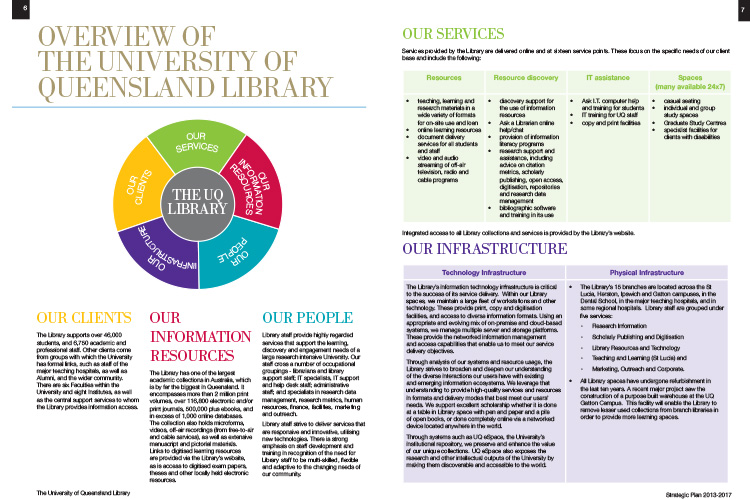 6
OVERVIEW OF
THE UNIVERSITY OF
QUEENSLAND LIBRARY
OUR
SERVICES
OUR
INFORMATION
RESOURCES
OUR
PEOPLE
OUR
INFRASTRUCTURE
OUR
CLIENTS
THE UQ
LIBRARY
OUR CLIENTS
The Library supports over 46,000
students, and 6,750 academic and
professional staff. Other clients come
from groups with which the University
has formal links, such as staff of the
major teaching hospitals, as well as
Alumni, and the wider community.
There are six Faculties within the
University and eight Institutes, as well
as the central support services to whom
the Library provides information access.
OUR
INFORMATION
RESOURCES
The Library has one of the largest
academic collections in Australia, which
is by far the biggest in Queensland. It
encompasses more than 2 million print
volumes, over 116,800 electronic and/or
print journals, 500,000 plus ebooks, and
in excess of 1,000 online databases.
The collection also holds microforms,
videos, off-air recordings (from free-to-air
and cable services), as well as extensive
manuscript and pictorial materials.
Links to digitised learning resources
are provided via the Library's website,
as is access to digitised exam papers,
theses and other locally held electronic
resources.
OUR PEOPLE
Library staff provide highly regarded
services that support the learning,
discovery and engagement needs of a
large research intensive University. Our
staff cross a number of occupational
groupings - librarians and library
support staff; IT specialists, IT support
and help desk staff; administrative
staff; and specialists in research data
management, research metrics, human
resources, finance, facilities, marketing
and outreach.
Library staff strive to deliver services that
are responsive and innovative, utilising
new technologies. There is strong
emphasis on staff development and
training in recognition of the need for
Library staff to be multi-skilled, flexible
and adaptive to the changing needs of
our community.
The University of Queensland Library
7
OUR SERVICES
Services provided by the Library are delivered online and at sixteen service points. These focus on the specific needs of our client
base and include the following:
Resources
• teaching, learning and
research materials in a
wide variety of formats
for on-site use and loan
• online learning resources
• document delivery
services for all students
and staff
• video and audio
streaming of off-air
television, radio and
cable programs
Resource discovery
• discovery support for
the use of information
resources
• Ask a Librarian online
help/chat
• provision of information
literacy programs
• research support and
assistance, including
advice on citation
metrics, scholarly
publishing, open access,
digitisation, repositories
and research data
management
• bibliographic software
and training in its use
IT assistance
• Ask I.T. computer help
and training for students
• IT training for UQ staff
• copy and print facilities
Spaces
(many available 24x7)
• casual seating
• individual and group
study spaces
• Graduate Study Centres
• specialist facilities for
clients with disabilities
Integrated access to all Library collections and services is provided by the Library's website.
OUR INFRASTRUCTURE
Technology Infrastructure
The Library's information technology infrastructure is critical
to the success of its service delivery. Within our Library
spaces, we maintain a large fleet of workstations and other
technology. These provide print, copy and digitisation
facilities, and access to diverse information formats. Using an
appropriate and evolving mix of on-premise and cloud-based
systems, we manage multiple server and storage platforms.
These provide the networked information management
and access capabilities that enable us to meet our service
delivery objectives.
Through analysis of our systems and resource usage, the
Library strives to broaden and deepen our understanding
of the diverse interactions our users have with existing
and emerging information ecosystems. We leverage that
understanding to provide high-quality services and resources
in formats and delivery modes that best meet our users'
needs. We support excellent scholarship whether it is done
at a table in Library space with pen and paper and a pile
of open books, or done completely online via a networked
device located anywhere in the world.
Through systems such as UQ eSpace, the University's
institutional repository, we preserve and enhance the value
of our unique collections. UQ eSpace also exposes the
research and other intellectual outputs of the University by
making them discoverable and accessible to the world.
Physical Infrastructure
• The Library's 15 branches are located across the St
Lucia, Herston, Ipswich and Gatton campuses, in the
Dental School, in the major teaching hospitals, and in
some regional hospitals. Library staff are grouped under
five services:
- Research Information
- Scholarly Publishing and Digitisation
- Library Resources and Technology
- Teaching and Learning (St Lucia) and
- Marketing, Outreach and Corporate.
• All Library spaces have undergone refurbishment in
the last ten years. A recent major project saw the
construction of a purpose built warehouse at the UQ
Gatton Campus. This facility will enable the Library to
remove lesser used collections from branch libraries in
order to provide more learning spaces.
Strategic Plan 2013-2017